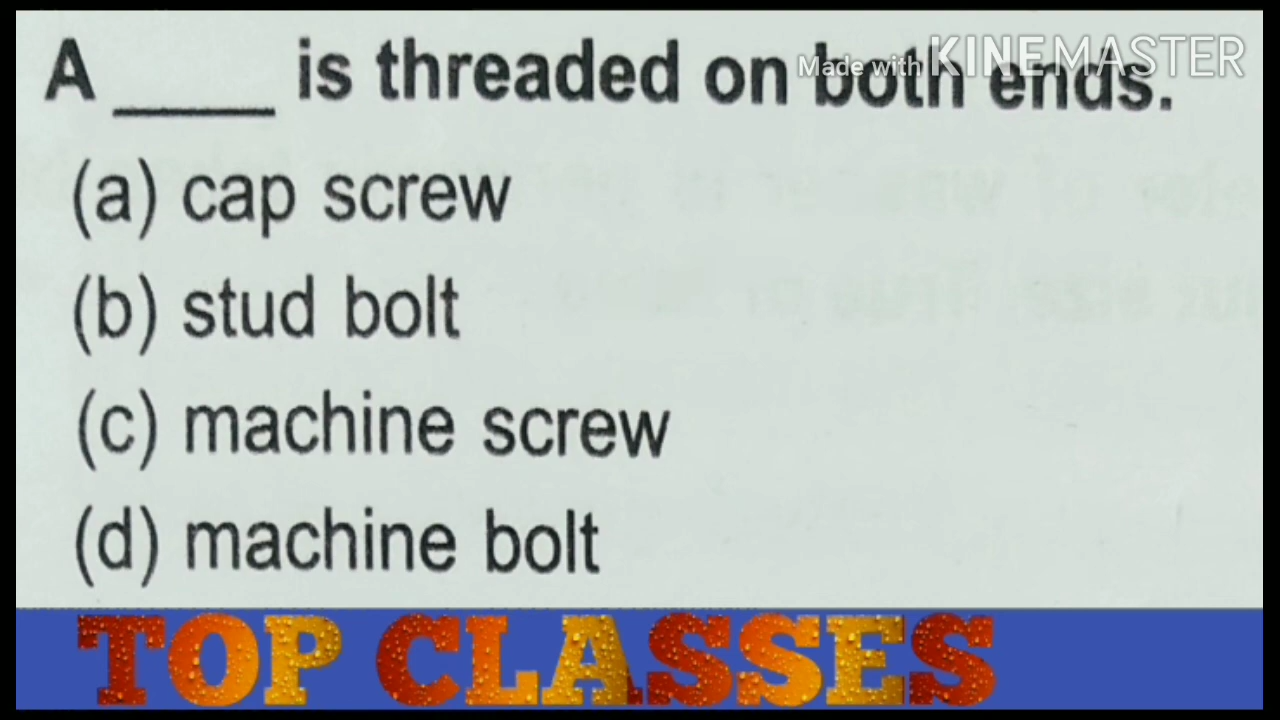 A _____ is threaded on both ends.
Made with KINEMASTER
(a) cap screw
(b) stud bolt
(c) machine screw
(d) machine bolt
TOP CLASSES